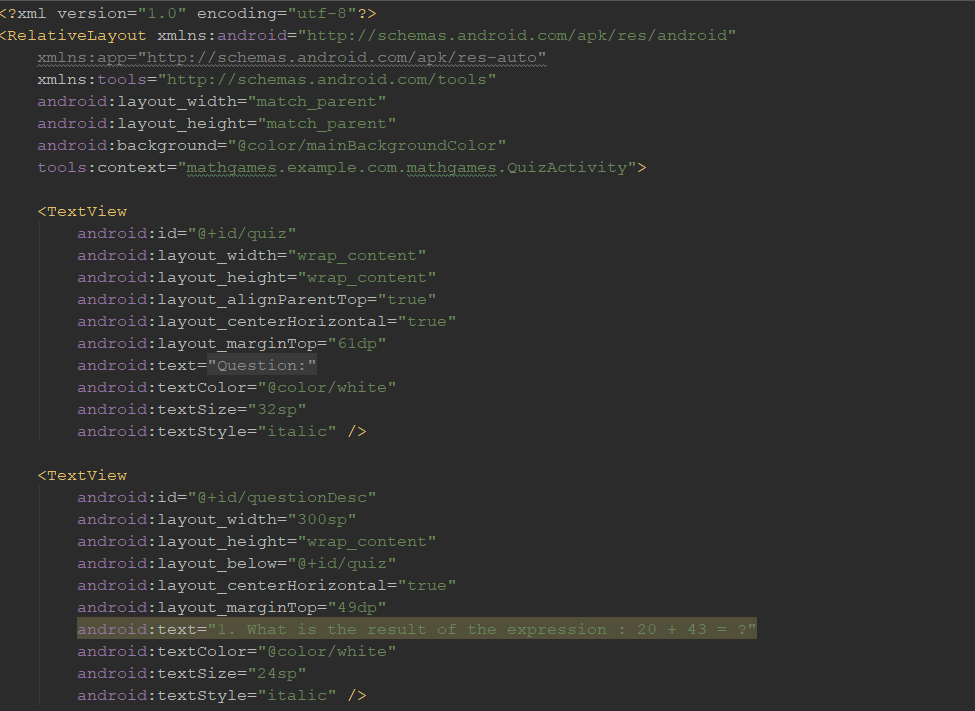 <?xml version="1.0" encoding="utf-8"?>
<RelativeLayout xmlns:android="http://schemas.android.com/apk/res/android"
    xmlns:app="http://schemas.android.com/apk/res-auto"
    xmlns:tools="http://schemas.android.com/tools"
    android:layout_width="match_parent"
    android:layout_height="match_parent"
    android:background="@color/mainBackgroundColor"
    tools:context="mathgames.example.com.mathgames.QuizActivity">

    <TextView
        android:id="@+id/quiz"
        android:layout_width="wrap_content"
        android:layout_height="wrap_content"
        android:layout_alignParentTop="true"
        android:layout_centerHorizontal="true"
        android:layout_marginTop="61dp"
        android:text="Question:"
        android:textColor="@color/white"
        android:textSize="32sp"
        android:textStyle="italic" />

    <TextView
        android:id="@+id/questionDesc"
        android:layout_width="300sp"
        android:layout_height="wrap_content"
        android:layout_below="@+id/quiz"
        android:layout_centerHorizontal="true"
        android:layout_marginTop="49dp"
        android:text="1. What is the result of the expression : 20 + 43 = ?"
        android:textColor="@color/white"
        android:textSize="24sp"
        android:textStyle="italic" />